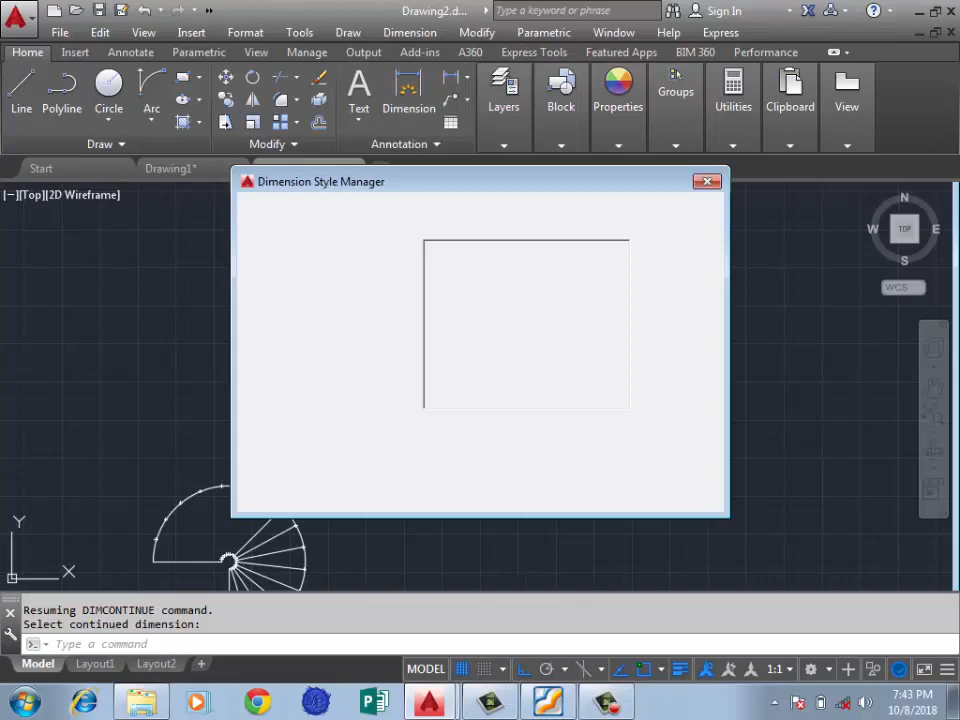 Drawing2.d...
Type a keyword or phrase
Sign In
File Edit View Insert Format Tools Draw Dimension Modify Parametric Window Help Express
Home Insert Annotate Parametric View Manage Output Add-ins A360 Express Tools Featured Apps BIM 360 Performance
Line Polyline Circle Arc Text Dimension Layers Block Properties Groups Utilities Clipboard View
Draw Modify Annotation
Start Drawing1*
Dimension Style Manager
[−][Top][2D Wireframe]
N
W TOP E
S
WCS
Y
X
Resuming DIMCONTINUE command.
Select continued dimension:
Type a command
Model Layout1 Layout2 +
MODEL 1:1
7:43 PM
10/8/2018